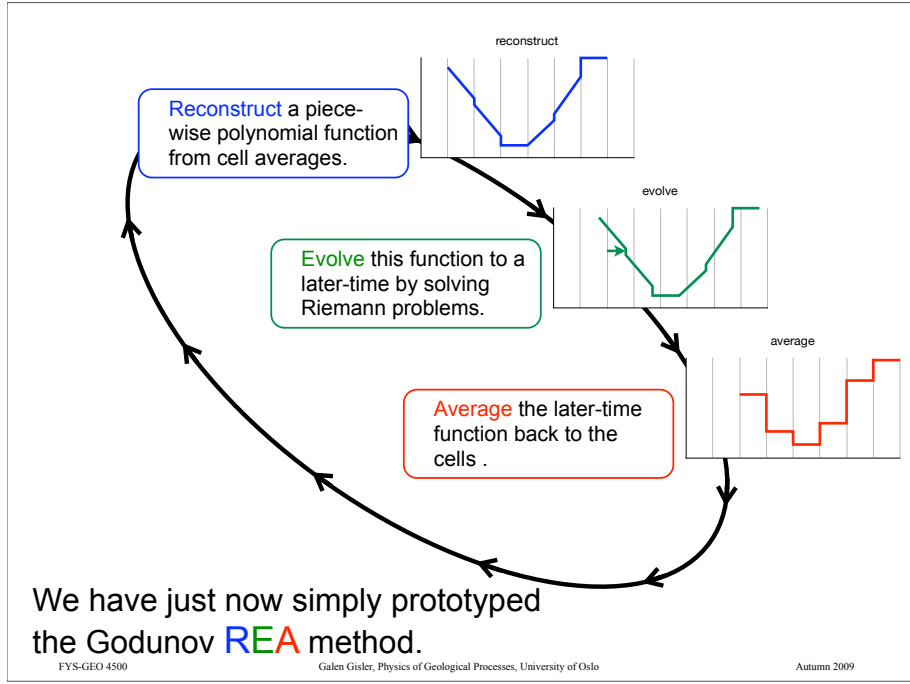 reconstruct
Reconstruct a piece-
wise polynomial function
from cell averages.
evolve
Evolve this function to a
later-time by solving
Riemann problems.
average
Average the later-time
function back to the
cells .
We have just now simply prototyped
the Godunov REA method.
FYS-GEO 4500
Galen Gisler, Physics of Geological Processes, University of Oslo
Autumn 2009